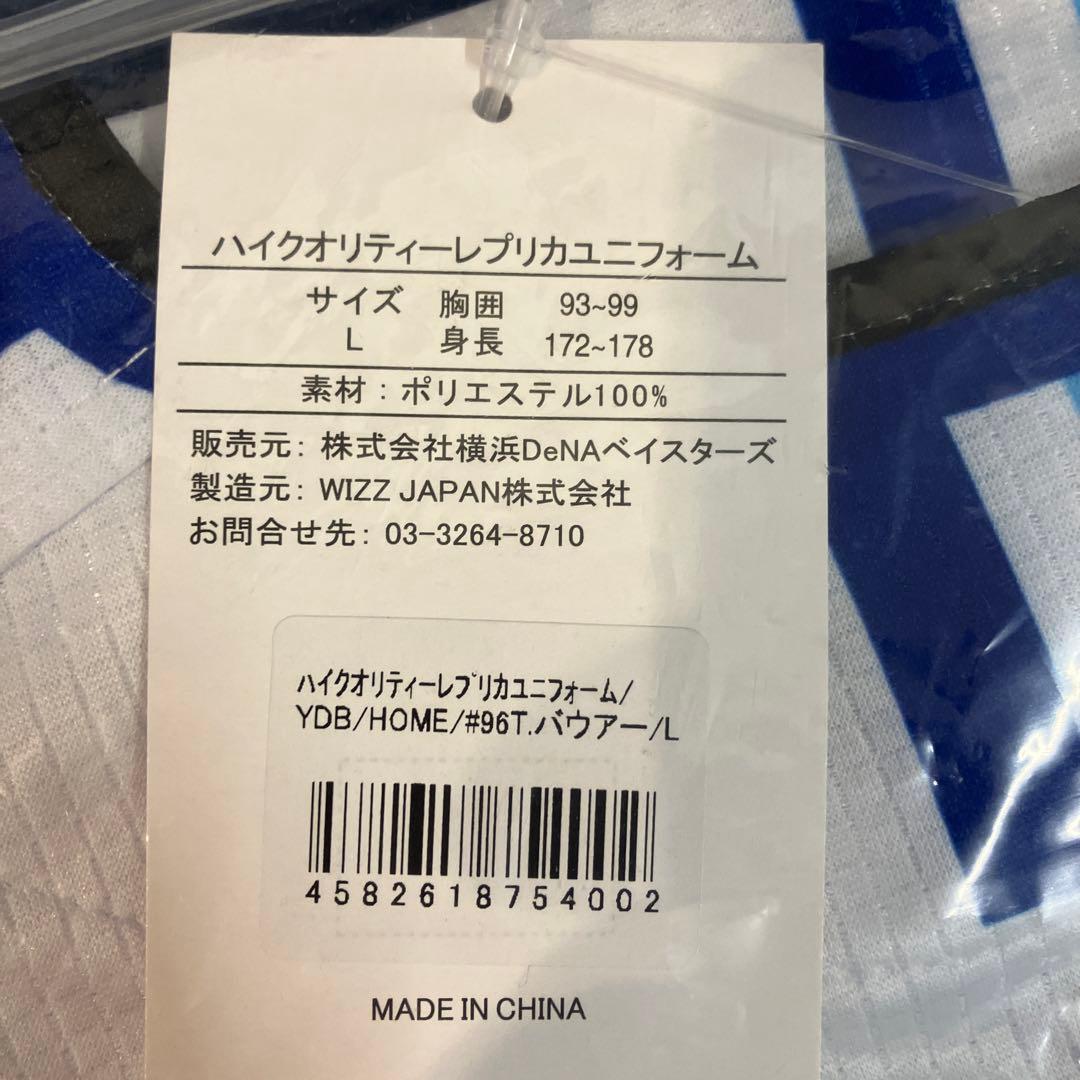 ハイクオリティーレプリカユニフォーム
サイズ 胸囲 93~99
L 身長 172~178
素材：ポリエステル100%
販売元：株式会社横浜DeNAベイスターズ
製造元：WIZZ JAPAN株式会社
お問合せ先：03-3264-8710
ﾊｲｸｵﾘﾃｨｰﾚﾌﾟﾘｶﾕﾆﾌｫｰﾑ/
YDB/HOME/#96T.バウアー/L
4582618754002
MADE IN CHINA